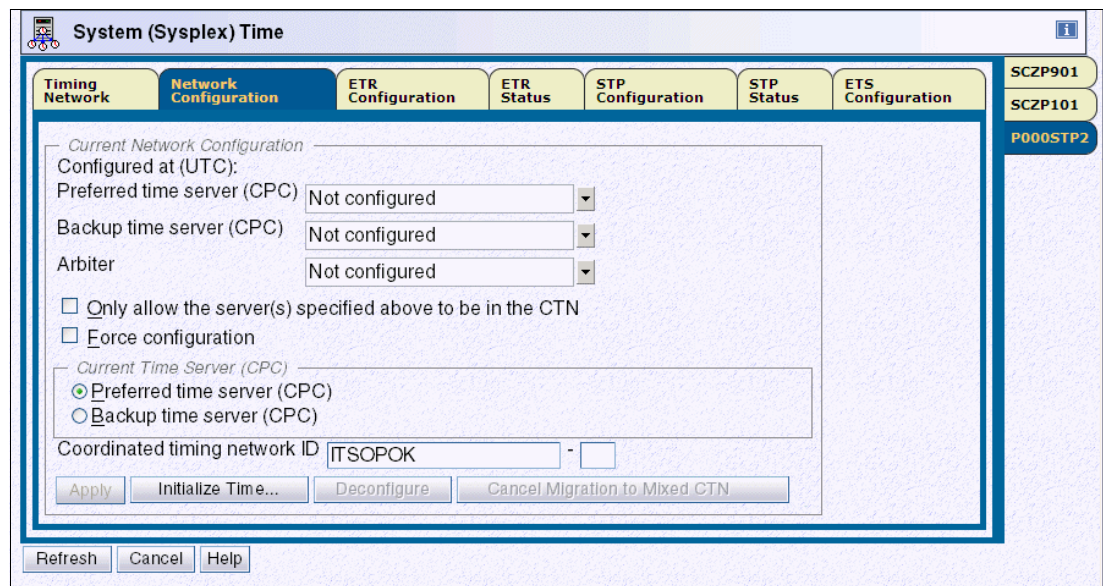 System (Sysplex) Time
i
Timing Network
Network Configuration
ETR Configuration
ETR Status
STP Configuration
STP Status
ETS Configuration
SCZP901
SCZP101
P000STP2
Current Network Configuration
Configured at (UTC):
Preferred time server (CPC) Not configured
Backup time server (CPC) Not configured
Arbiter Not configured
Only allow the server(s) specified above to be in the CTN
Force configuration
Current Time Server (CPC)
Preferred time server (CPC)
Backup time server (CPC)
Coordinated timing network ID ITSOPOK -
Apply Initialize Time... Deconfigure Cancel Migration to Mixed CTN
Refresh Cancel Help